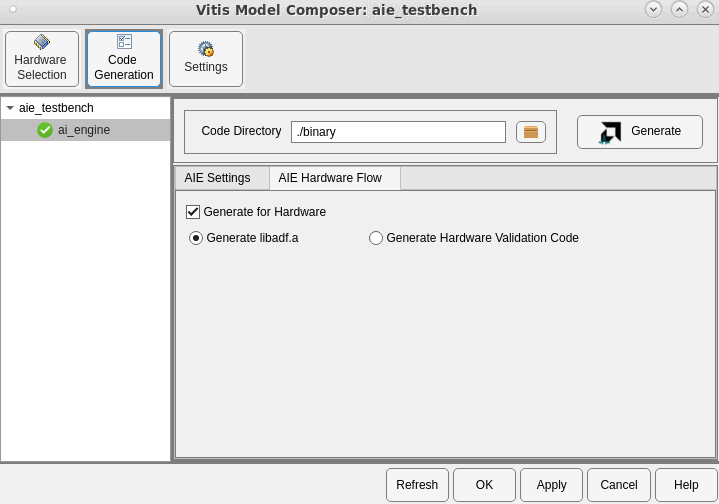 Vitis Model Composer: aie_testbench
Hardware
Selection
Code
Generation
Settings
aie_testbench
ai_engine
Code Directory
./binary
Generate
AIE Settings
AIE Hardware Flow
Generate for Hardware
Generate libadf.a
Generate Hardware Validation Code
Refresh
OK
Apply
Cancel
Help